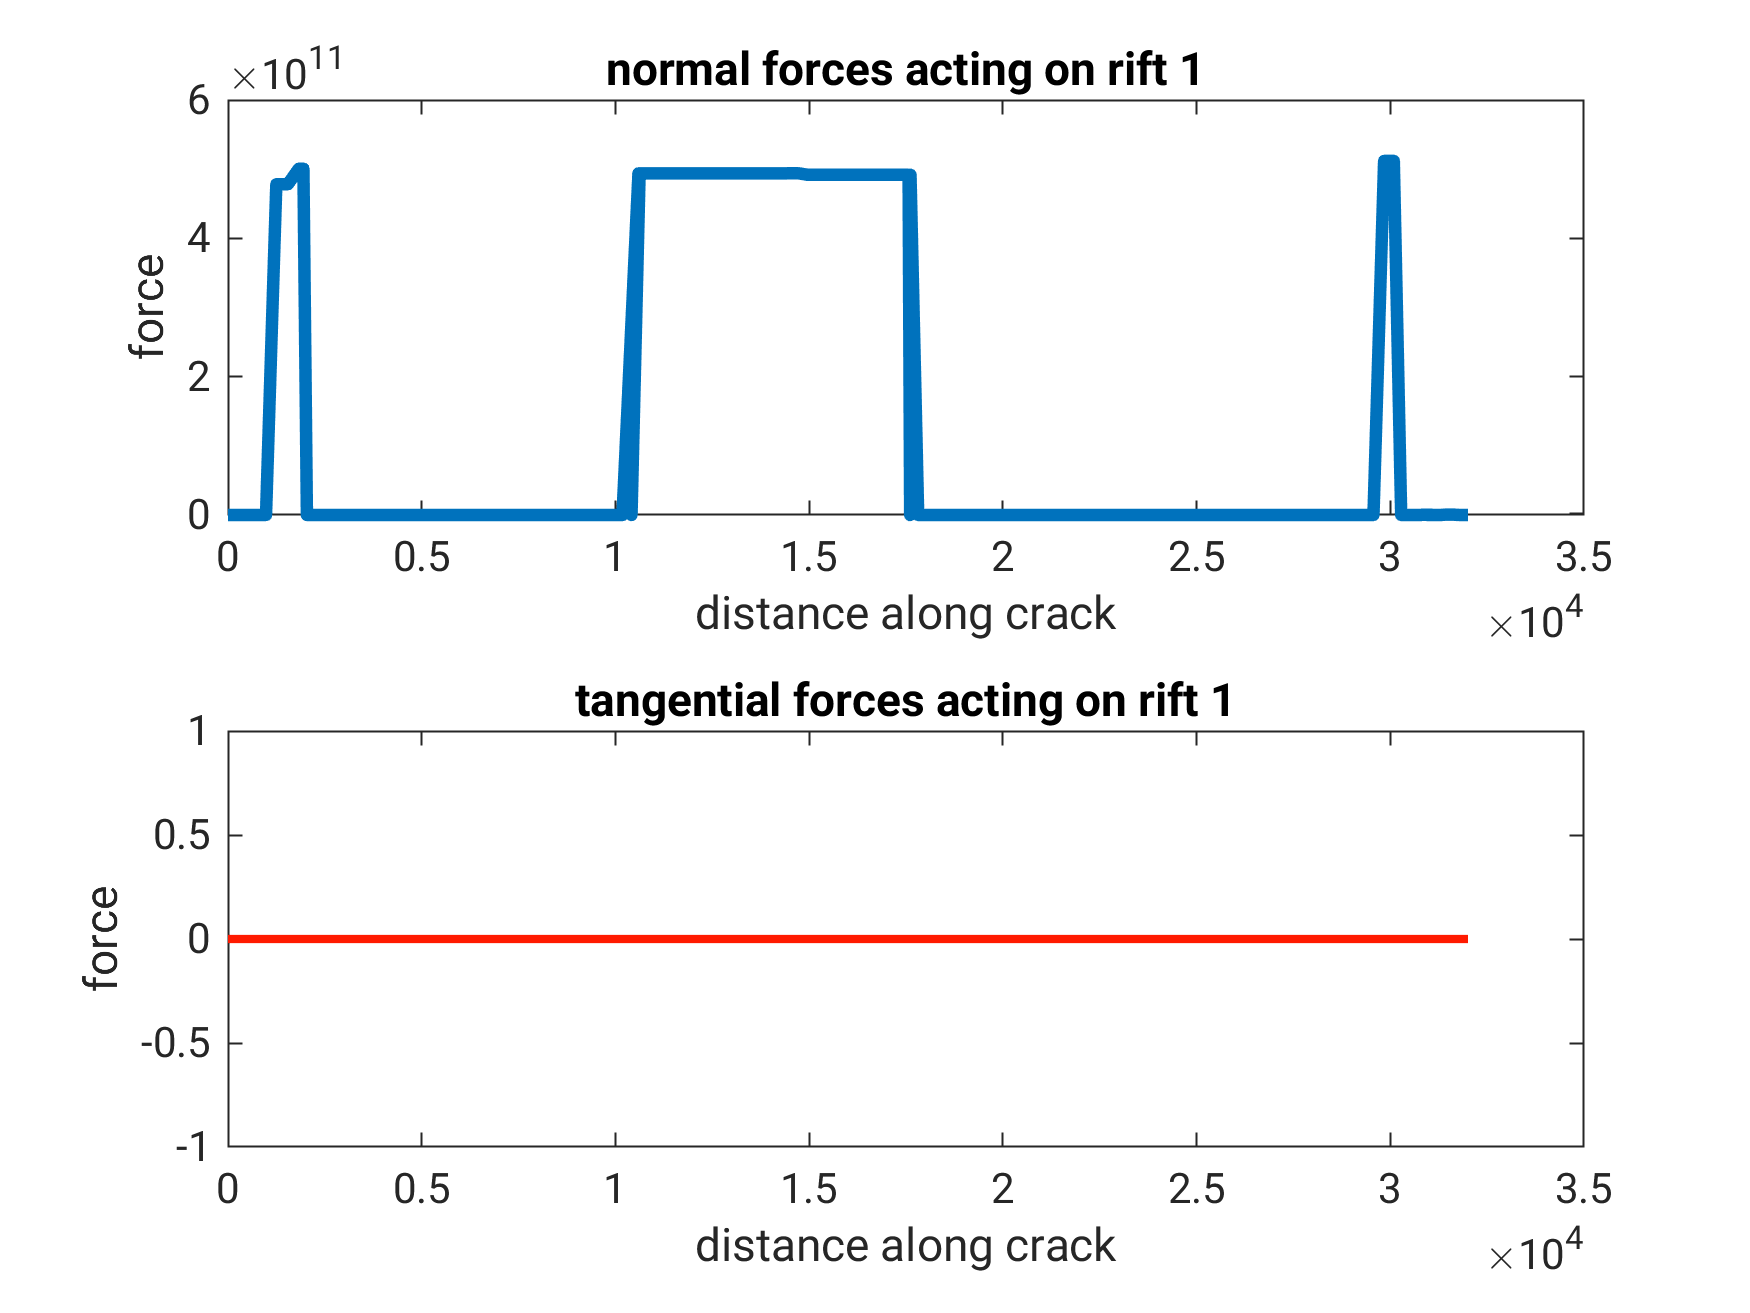 ×10^11
normal forces acting on rift 1
6
4
2
0
force
0 0.5 1 1.5 2 2.5 3 3.5
distance along crack
×10^4
tangential forces acting on rift 1
1
0.5
0
-0.5
-1
force
0 0.5 1 1.5 2 2.5 3 3.5
distance along crack
×10^4